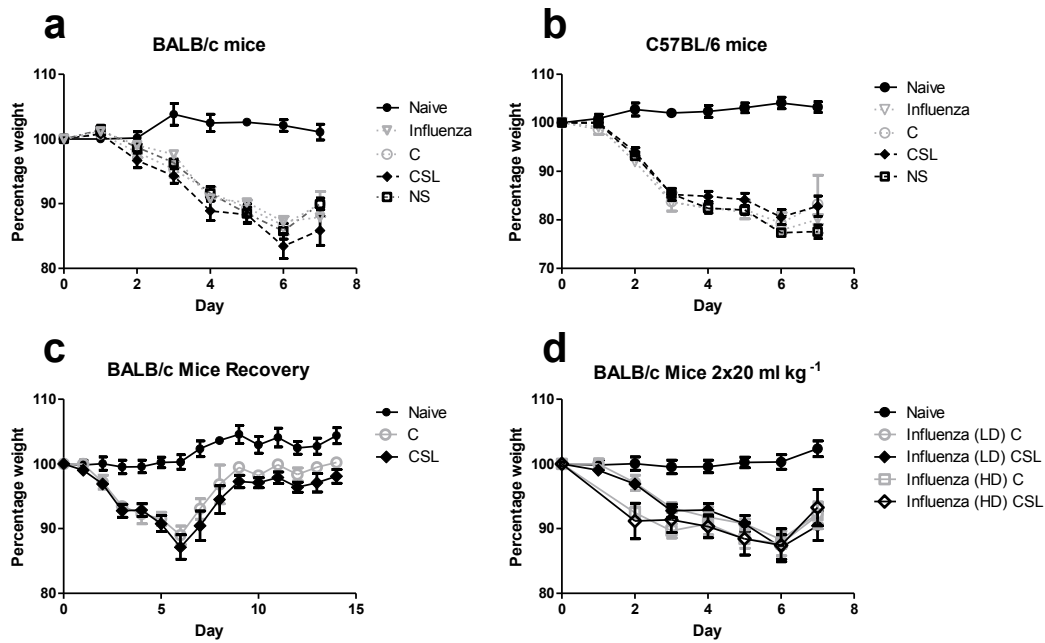 a
BALB/c mice
110
100
90
80
0
2
4
6
8
Percentage weight
Day
Naive
Influenza
C
CSL
NS
b
C57BL/6 mice
110
100
90
80
70
0
2
4
6
8
Percentage weight
Day
Naive
Influenza
C
CSL
NS
c
BALB/c Mice Recovery
110
100
90
80
0
5
10
15
Percentage weight
Day
Naive
C
CSL
d
BALB/c Mice 2x20 ml kg -1
110
100
90
80
0
2
4
6
8
Percentage weight
Day
Naive
Influenza (LD) C
Influenza (LD) CSL
Influenza (HD) C
Influenza (HD) CSL